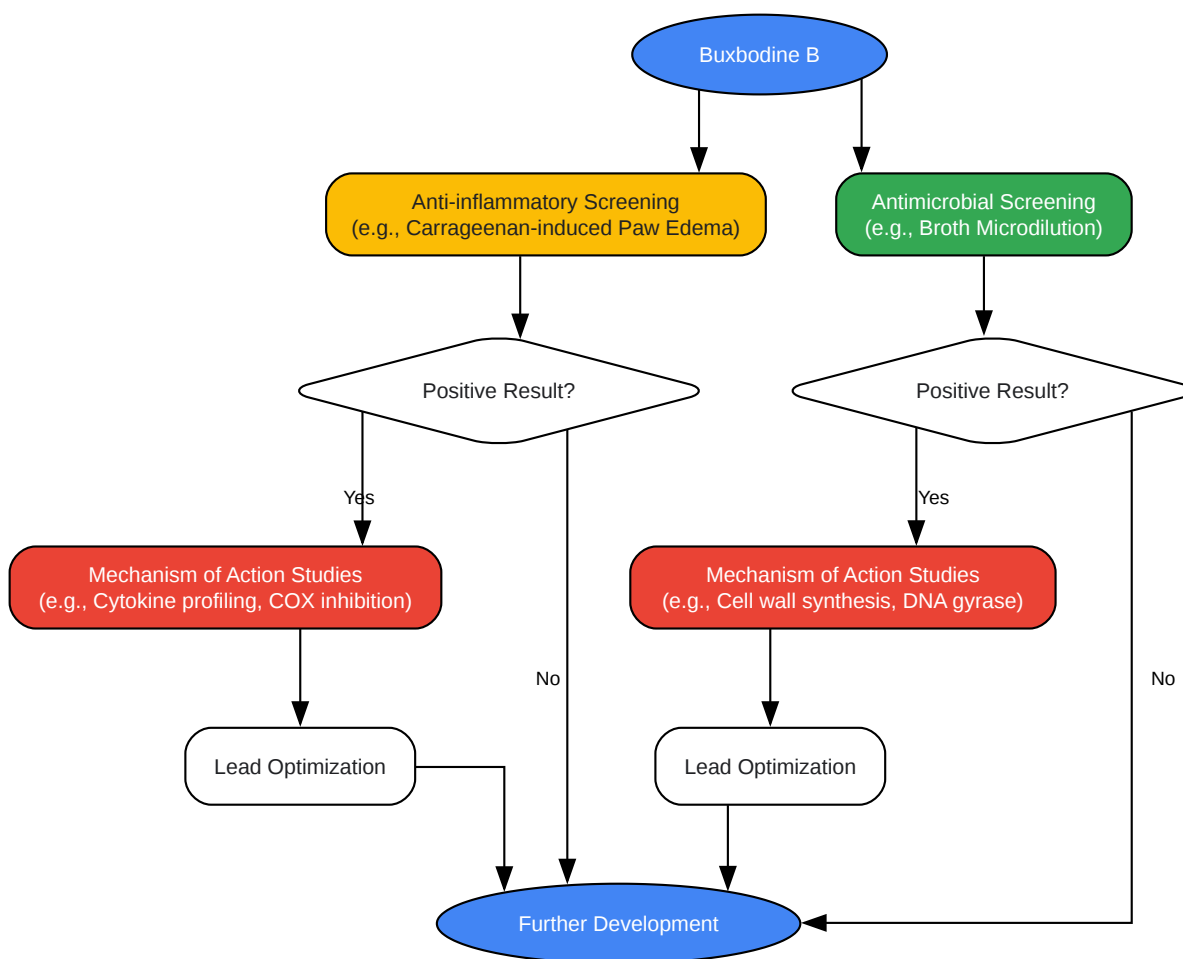 Buxbodine B
Anti-inflammatory Screening
(e.g., Carrageenan-induced Paw Edema)
Antimicrobial Screening
(e.g., Broth Microdilution)
Positive Result?
Positive Result?
Yes
Yes
Mechanism of Action Studies
(e.g., Cytokine profiling, COX inhibition)
Mechanism of Action Studies
(e.g., Cell wall synthesis, DNA gyrase)
No
No
Lead Optimization
Lead Optimization
Further Development